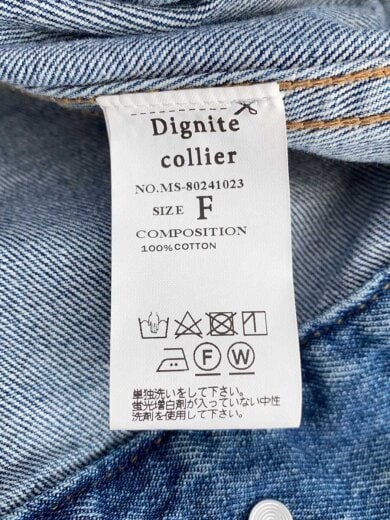 Dignite
collier
NO.MS-80241023
SIZE F
COMPOSITION
100%COTTON
F W
単独洗いをして下さい。
蛍光増白剤が入っていない中性
洗剤を使用して下さい。